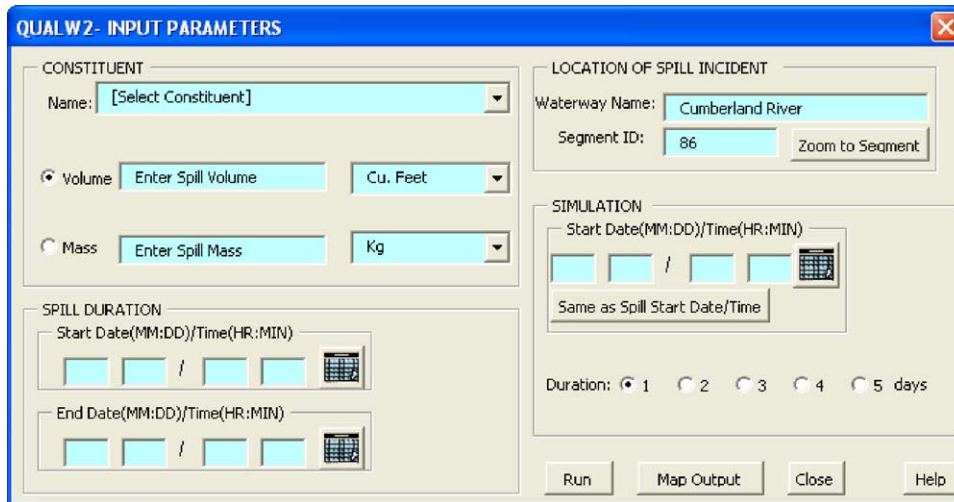 QUALW2- INPUT PARAMETERS
CONSTITUENT
Name: [Select Constituent]
Volume Enter Spill Volume Cu. Feet
Mass Enter Spill Mass Kg
SPILL DURATION
Start Date(MM:DD)/Time(HR:MIN)
/
End Date(MM:DD)/Time(HR:MIN)
/
LOCATION OF SPILL INCIDENT
Waterway Name: Cumberland River
Segment ID: 86 Zoom to Segment
SIMULATION
Start Date(MM:DD)/Time(HR:MIN)
/
Same as Spill Start Date/Time
Duration: 1 2 3 4 5 days
Run Map Output Close Help